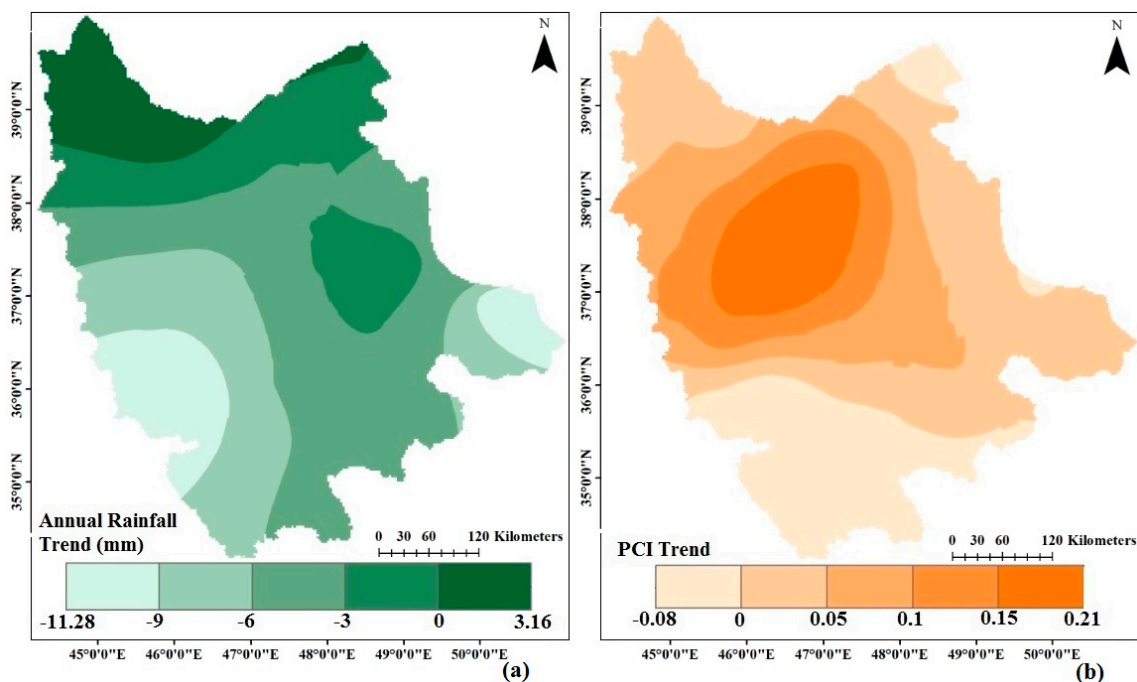 N
39°0'0"N
38°0'0"N
37°0'0"N
36°0'0"N
35°0'0"N
Annual Rainfall
Trend (mm)
0 30 60 120 Kilometers
-11.28 -9 -6 -3 0 3.16
45°0'0"E 46°0'0"E 47°0'0"E 48°0'0"E 49°0'0"E 50°0'0"E
(a)
N
39°0'0"N
38°0'0"N
37°0'0"N
36°0'0"N
35°0'0"N
PCI Trend
0 30 60 120 Kilometers
-0.08 0 0.05 0.1 0.15 0.21
45°0'0"E 46°0'0"E 47°0'0"E 48°0'0"E 49°0'0"E 50°0'0"E
(b)